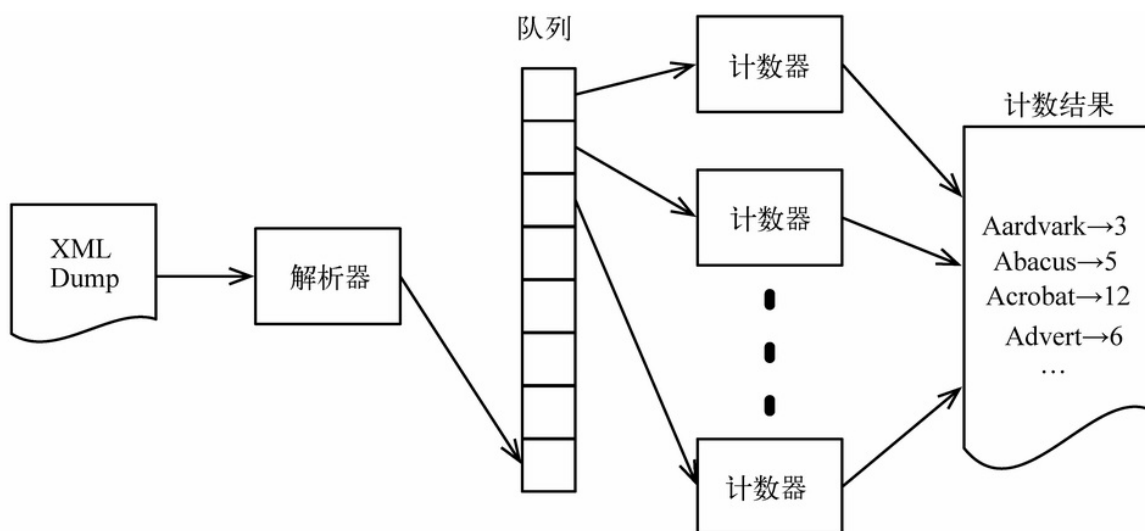 队列
计数器
计数结果
计数器
XML
Dump
解析器
Aardvark→3
Abacus→5
Acrobat→12
Advert→6
…
计数器